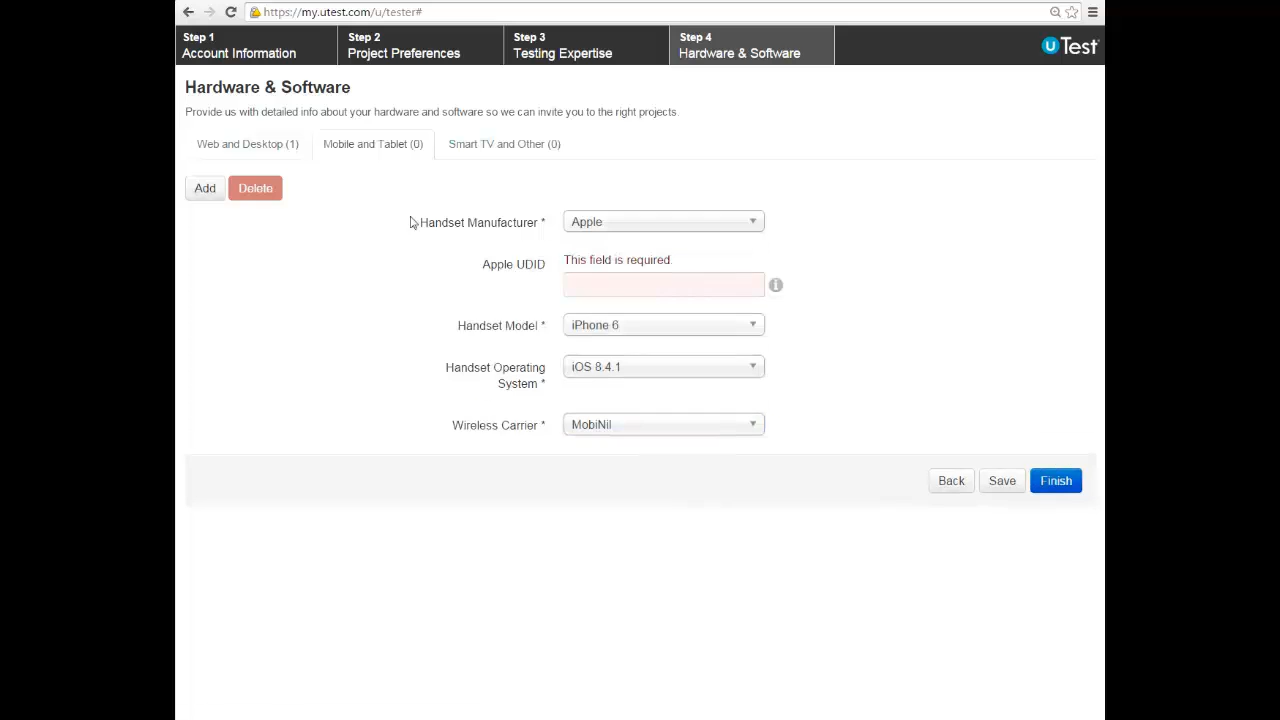 https://my.utest.com/u/tester#
Step 1
Account Information
Step 2
Project Preferences
Step 3
Testing Expertise
Step 4
Hardware & Software
uTest
Hardware & Software
Provide us with detailed info about your hardware and software so we can invite you to the right projects.
Web and Desktop (1)
Mobile and Tablet (0)
Smart TV and Other (0)
Add
Delete
Handset Manufacturer *
Apple
This field is required.
Apple UDID
Handset Model *
iPhone 6
Handset Operating
System *
iOS 8.4.1
Wireless Carrier *
MobiNil
Back
Save
Finish